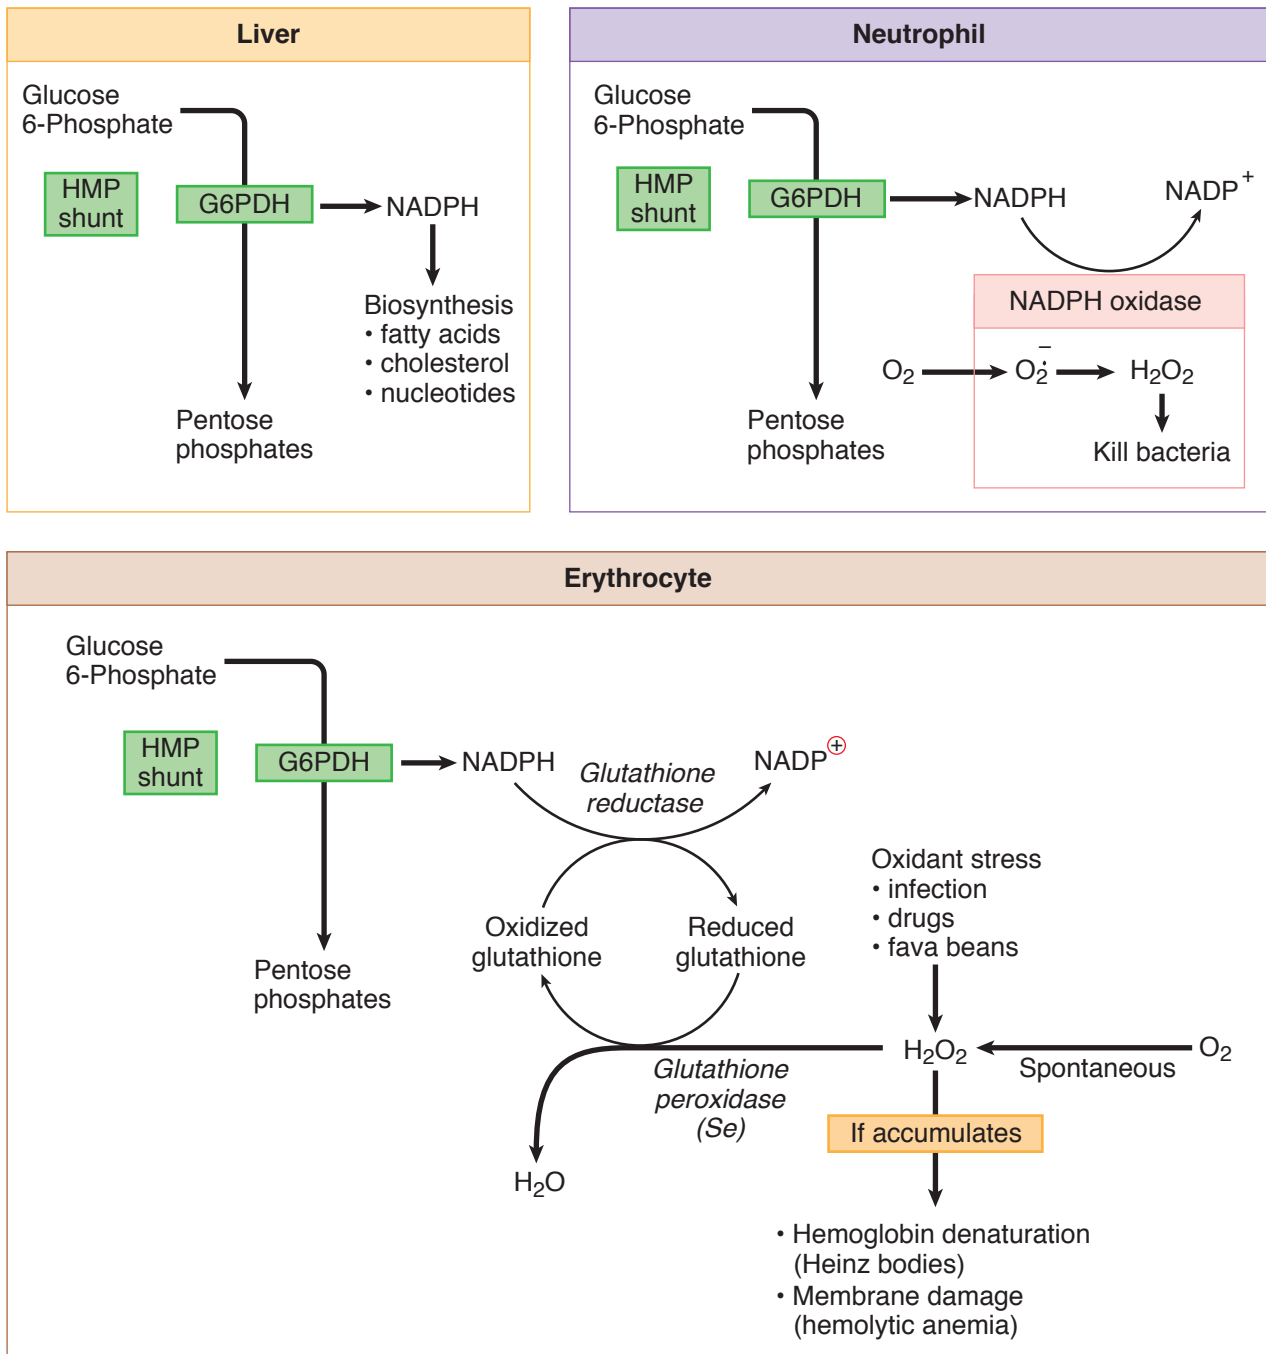 Liver
Glucose
6-Phosphate
HMP
shunt
G6PDH
NADPH
Biosynthesis
• fatty acids
• cholesterol
• nucleotides
Pentose
phosphates
Neutrophil
Glucose
6-Phosphate
HMP
shunt
G6PDH
NADPH
NADP+
NADPH oxidase
O2
O2·−
H2O2
Kill bacteria
Pentose
phosphates
Erythrocyte
Glucose
6-Phosphate
HMP
shunt
G6PDH
NADPH
Glutathione
reductase
NADP+
Oxidized
glutathione
Reduced
glutathione
Pentose
phosphates
Oxidant stress
• infection
• drugs
• fava beans
H2O2
Spontaneous
O2
Glutathione
peroxidase
(Se)
H2O
If accumulates
• Hemoglobin denaturation
(Heinz bodies)
• Membrane damage
(hemolytic anemia)